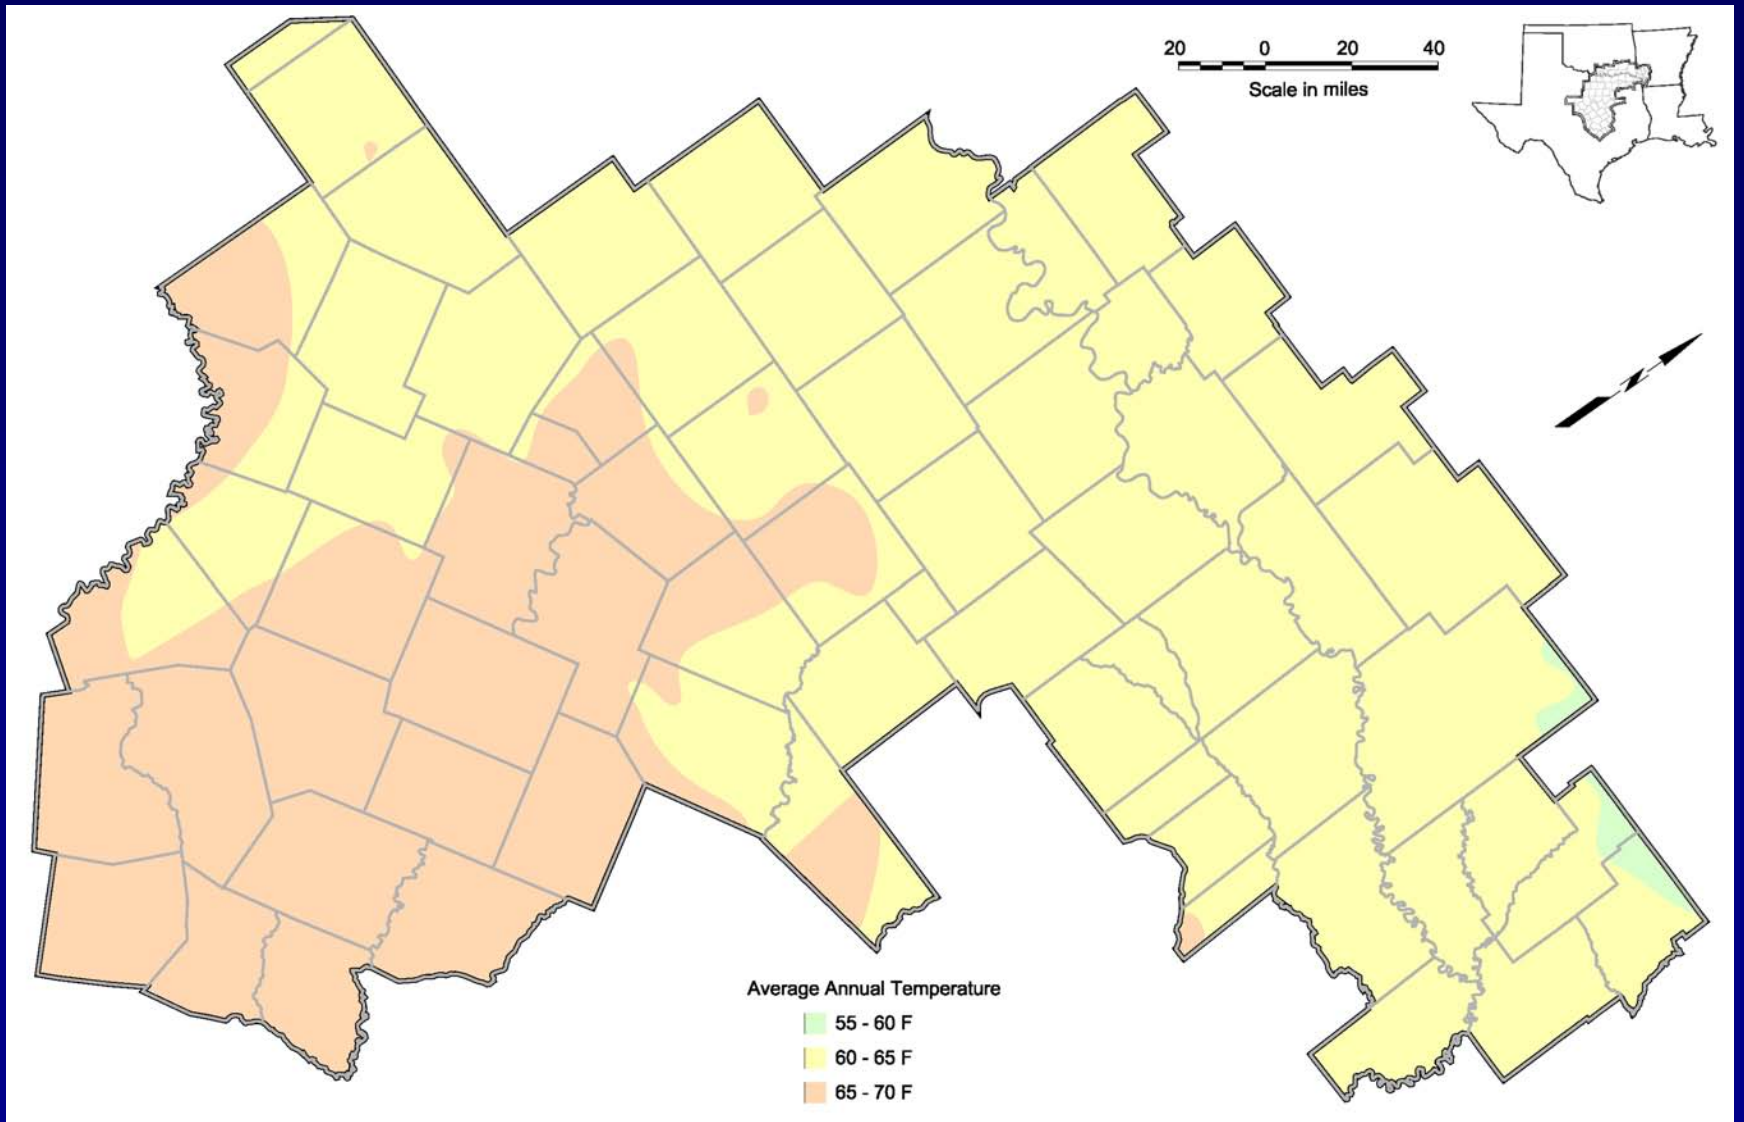 20 0 20 40
Scale in miles
N
Average Annual Temperature
55 - 60 F
60 - 65 F
65 - 70 F